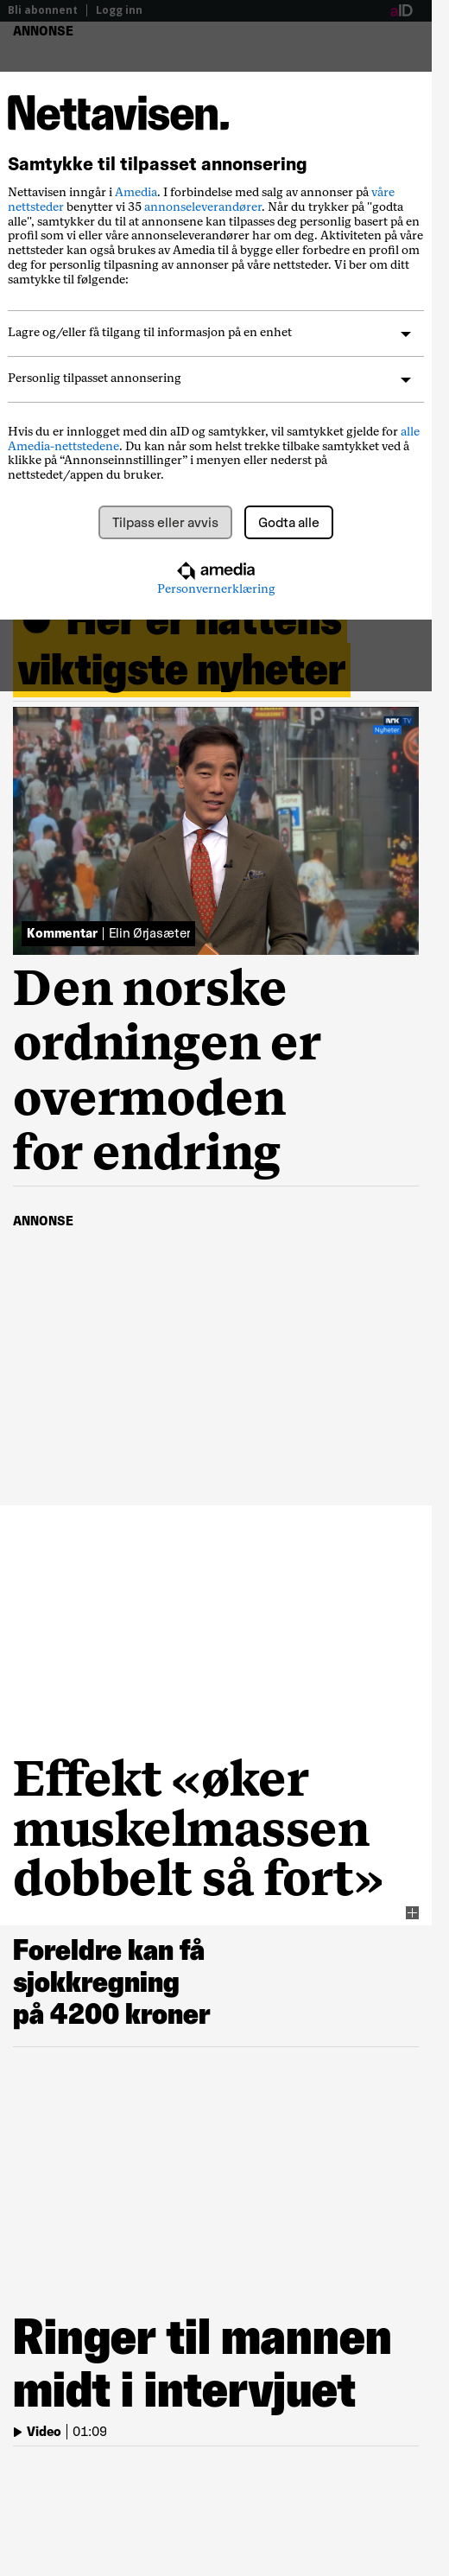 Bli abonnent | Logg inn aID
ANNONSE
Nettavisen.
Samtykke til tilpasset annonsering
Nettavisen inngår i Amedia. I forbindelse med salg av annonser på våre
nettsteder benytter vi 35 annonseleverandører. Når du trykker på "godta
alle", samtykker du til at annonsene kan tilpasses deg personlig basert på en
profil som vi eller våre annonseleverandører har om deg. Aktiviteten på våre
nettsteder kan også brukes av Amedia til å bygge eller forbedre en profil om
deg for personlig tilpasning av annonser på våre nettsteder. Vi ber om ditt
samtykke til følgende:
Lagre og/eller få tilgang til informasjon på en enhet
Personlig tilpasset annonsering
Hvis du er innlogget med din aID og samtykker, vil samtykket gjelde for alle
Amedia-nettstedene. Du kan når som helst trekke tilbake samtykket ved å
klikke på “Annonseinnstillinger” i menyen eller nederst på
nettstedet/appen du bruker.
Tilpass eller avvis Godta alle
amedia
Personvernerklæring
Her er nattens
viktigste nyheter
NRK TV
Nyheter
Kommentar | Elin Ørjasæter
Den norske
ordningen er
overmoden
for endring
ANNONSE
Effekt «øker
muskelmassen
dobbelt så fort»
Foreldre kan få
sjokkregning
på 4200 kroner
Ringer til mannen
midt i intervjuet
Video | 01:09